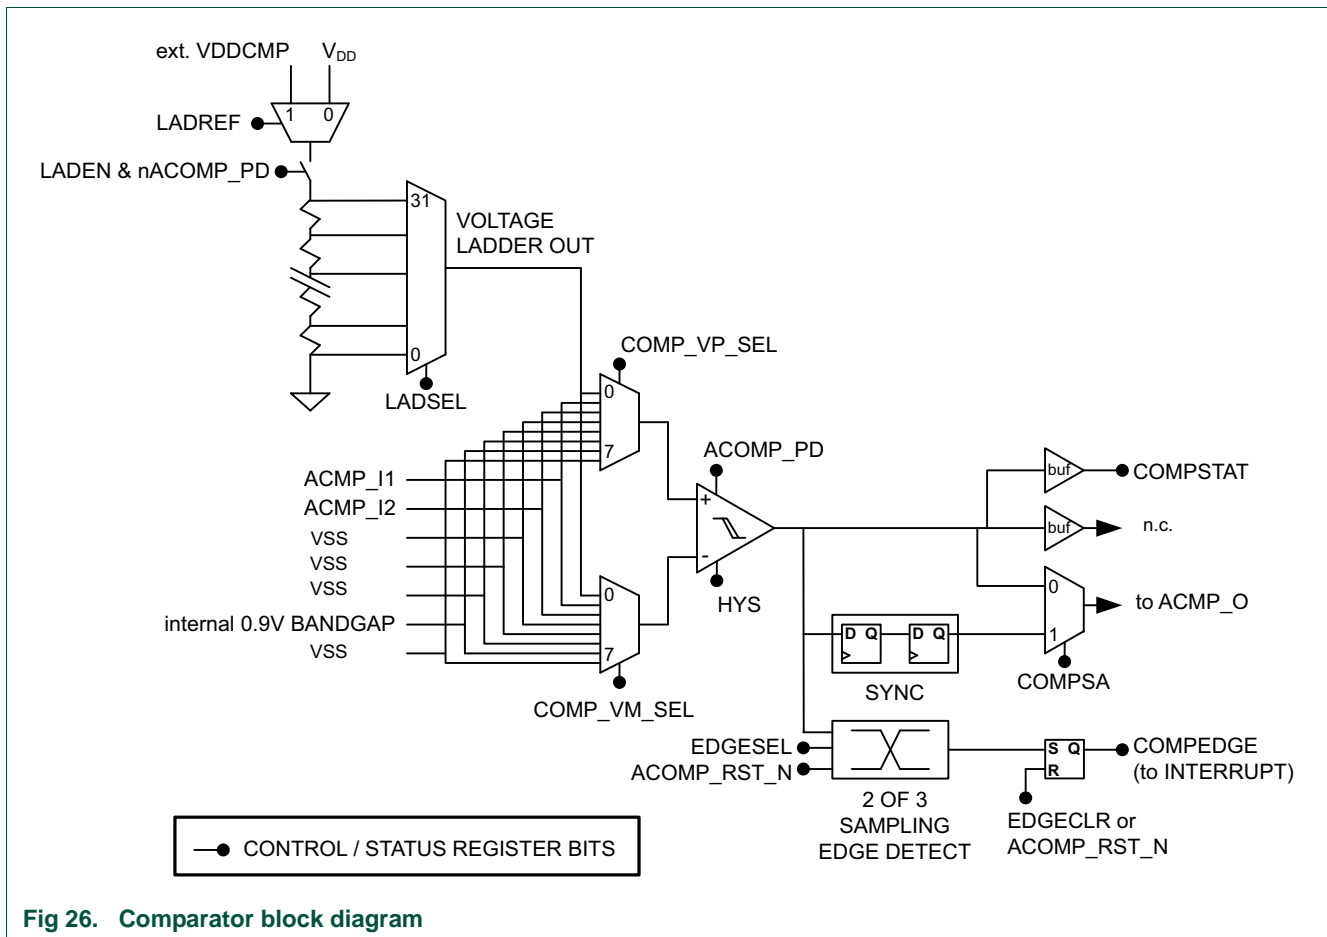 ext. VDDCMP VDD
1 0
LADREF
LADEN & nACOMP_PD
31
VOLTAGE
LADDER OUT
0
LADSEL
COMP_VP_SEL
0
7
ACMP_I1
ACMP_I2
VSS
VSS
VSS
internal 0.9V BANDGAP
VSS
0
7
COMP_VM_SEL
ACOMP_PD
+
-
HYS
buf
COMPSTAT
buf
n.c.
0
1
to ACMP_O
COMPSA
D Q D Q
SYNC
EDGESEL
ACOMP_RST_N
2 OF 3
SAMPLING
EDGE DETECT
S Q
R
COMPEDGE
(to INTERRUPT)
EDGECLR or
ACOMP_RST_N
CONTROL / STATUS REGISTER BITS
Fig 26. Comparator block diagram